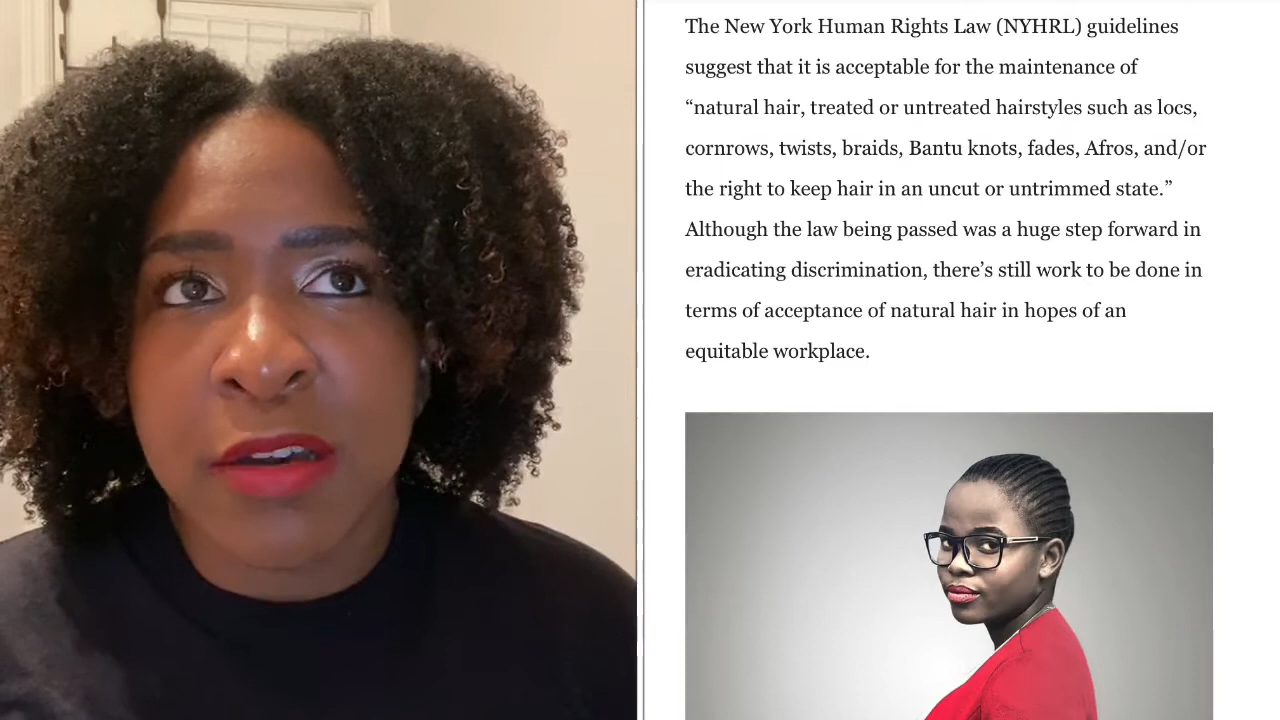 The New York Human Rights Law (NYHRL) guidelines
suggest that it is acceptable for the maintenance of
“natural hair, treated or untreated hairstyles such as locs,
cornrows, twists, braids, Bantu knots, fades, Afros, and/or
the right to keep hair in an uncut or untrimmed state.”
Although the law being passed was a huge step forward in
eradicating discrimination, there’s still work to be done in
terms of acceptance of natural hair in hopes of an
equitable workplace.